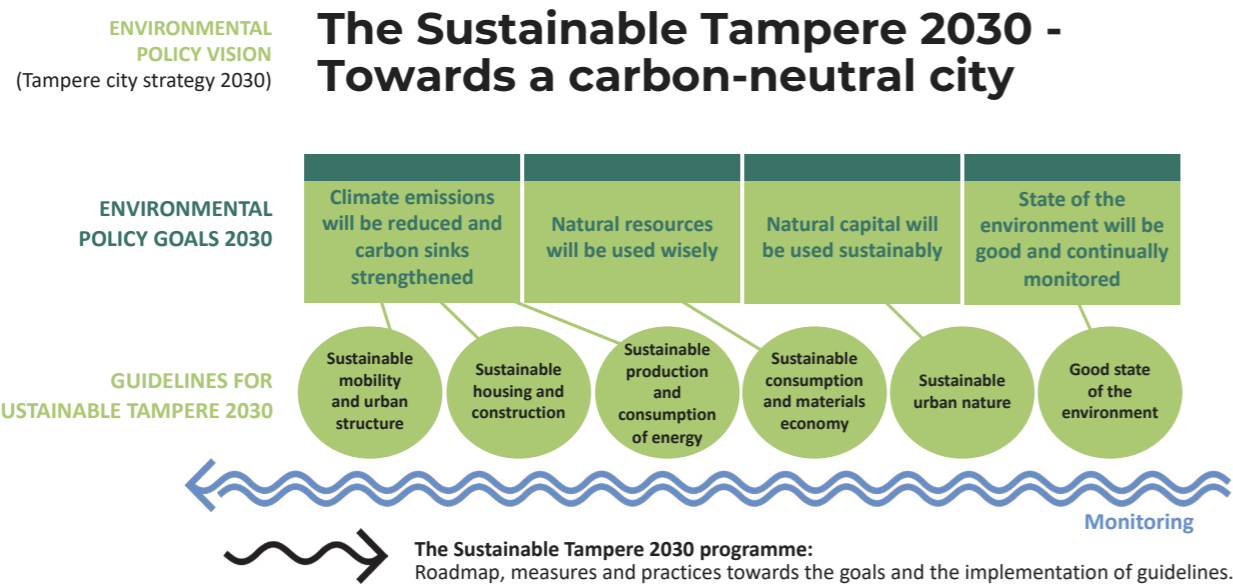 ENVIRONMENTAL
POLICY VISION
(Tampere city strategy 2030)
The Sustainable Tampere 2030 -
Towards a carbon-neutral city
ENVIRONMENTAL
POLICY GOALS 2030
Climate emissions
will be reduced and
carbon sinks
strengthened
Natural resources
will be used wisely
Natural capital will
be used sustainably
State of the
environment will be
good and continually
monitored
GUIDELINES FOR
USTAINABLE TAMPERE 2030
Sustainable
mobility
and urban
structure
Sustainable
housing and
construction
Sustainable
production
and
consumption
of energy
Sustainable
consumption
and materials
economy
Sustainable
urban nature
Good state
of the
environment
Monitoring
The Sustainable Tampere 2030 programme:
Roadmap, measures and practices towards the goals and the implementation of guidelines.